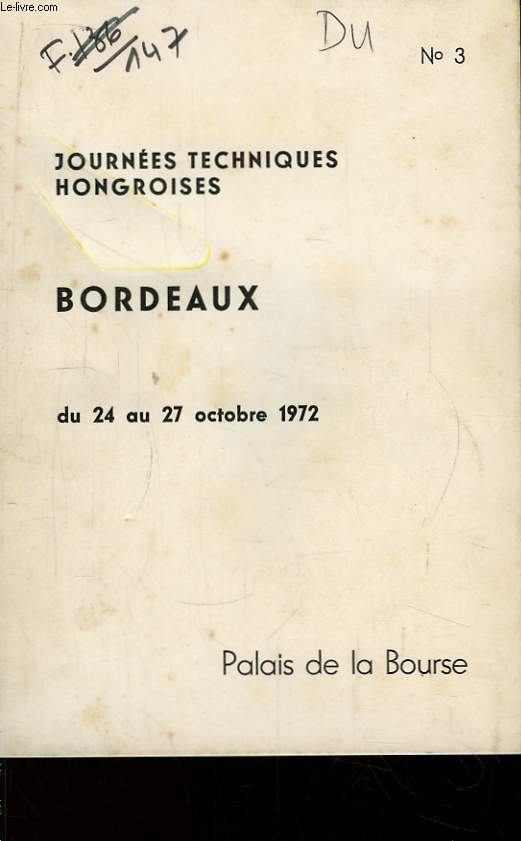 Le-livre.com
F.
147
DU
No 3
JOURNÉES TECHNIQUES
HONGROISES
BORDEAUX
du 24 au 27 octobre 1972
Palais de la Bourse